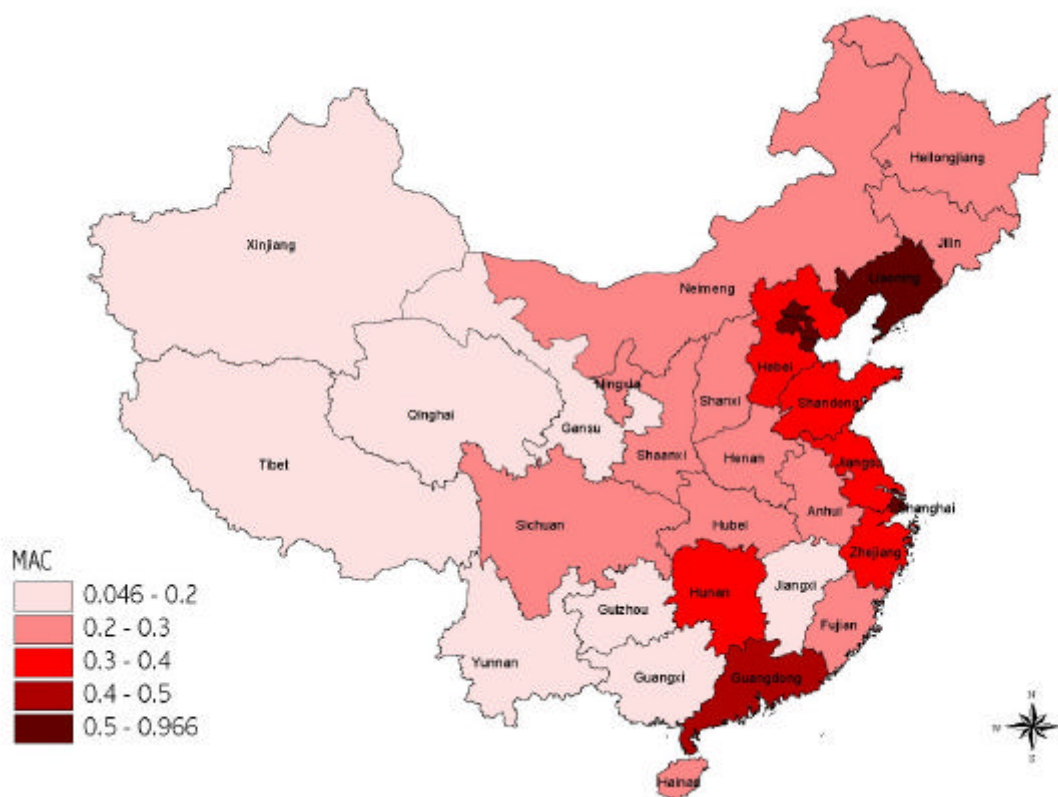 Heilongjiang
Jilin
Xinjiang
Liaoning
Neimeng
Hebei
Ningxia
Shandong
Shanxi
Qinghai
Gansu
Shaanxi
Henan
Jiangsu
Tibet
Shanghai
Anhui
Sichuan
Hubei
Zhejiang
MAC
0.046 - 0.2
0.2 - 0.3
0.3 - 0.4
0.4 - 0.5
0.5 - 0.966
Jiangxi
Hunan
Guizhou
Fujian
Yunnan
Guangxi
Guangdong
Hainan
N
W
S